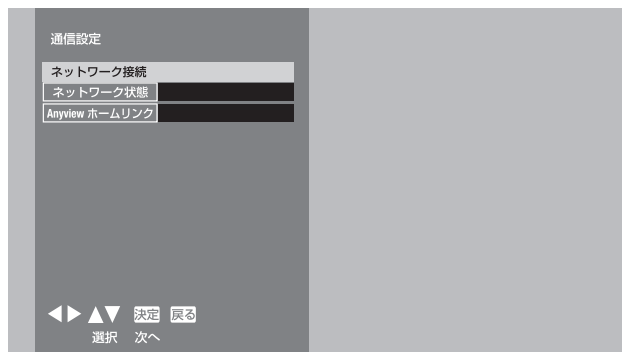 通信設定
ネットワーク接続
ネットワーク状態
Anyview ホームリンク
決定 戻る
選択 次へ